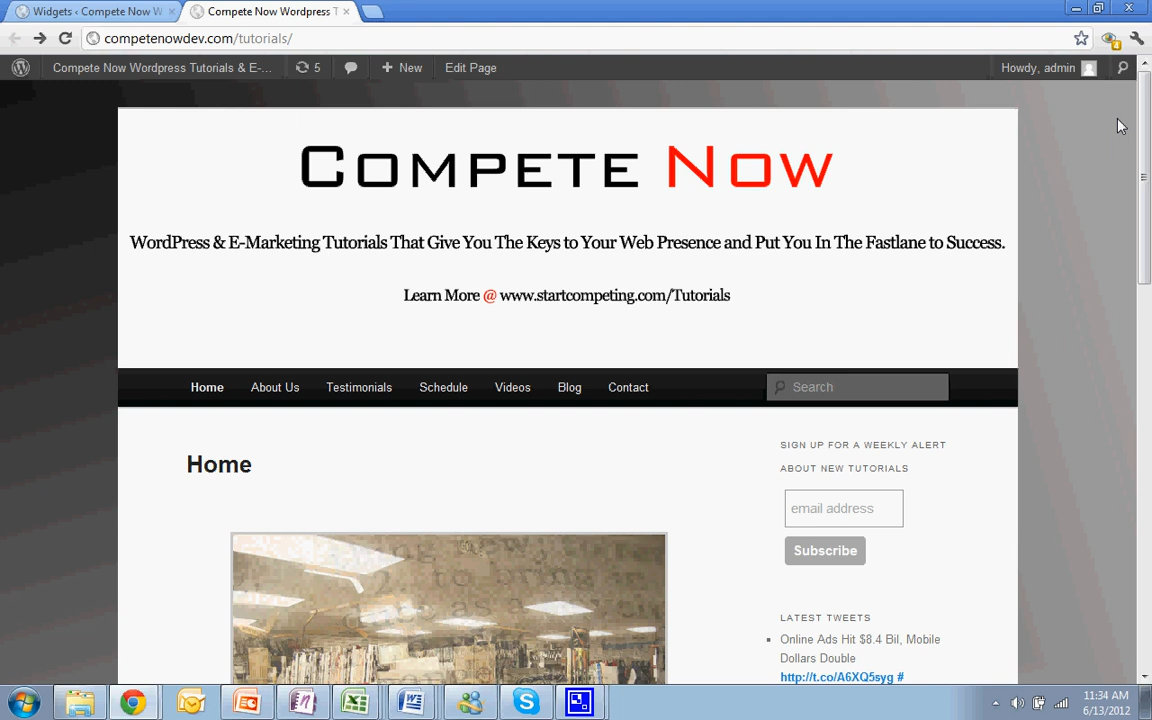 Widgets ‹ Compete Now W
Compete Now Wordpress T
competenowdev.com/tutorials/
4
Compete Now Wordpress Tutorials & E-...
5
New
Edit Page
Howdy, admin
Compete Now
WordPress & E-Marketing Tutorials That Give You The Keys to Your Web Presence and Put You In The Fastlane to Success.
Learn More @ www.startcompeting.com/Tutorials
Home About Us Testimonials Schedule Videos Blog Contact Search
SIGN UP FOR A WEEKLY ALERT
ABOUT NEW TUTORIALS
Home
email address
Subscribe
LATEST TWEETS
Online Ads Hit $8.4 Bil, Mobile
Dollars Double
http://t.co/A6XQ5syg #
11:34 AM
6/13/2012